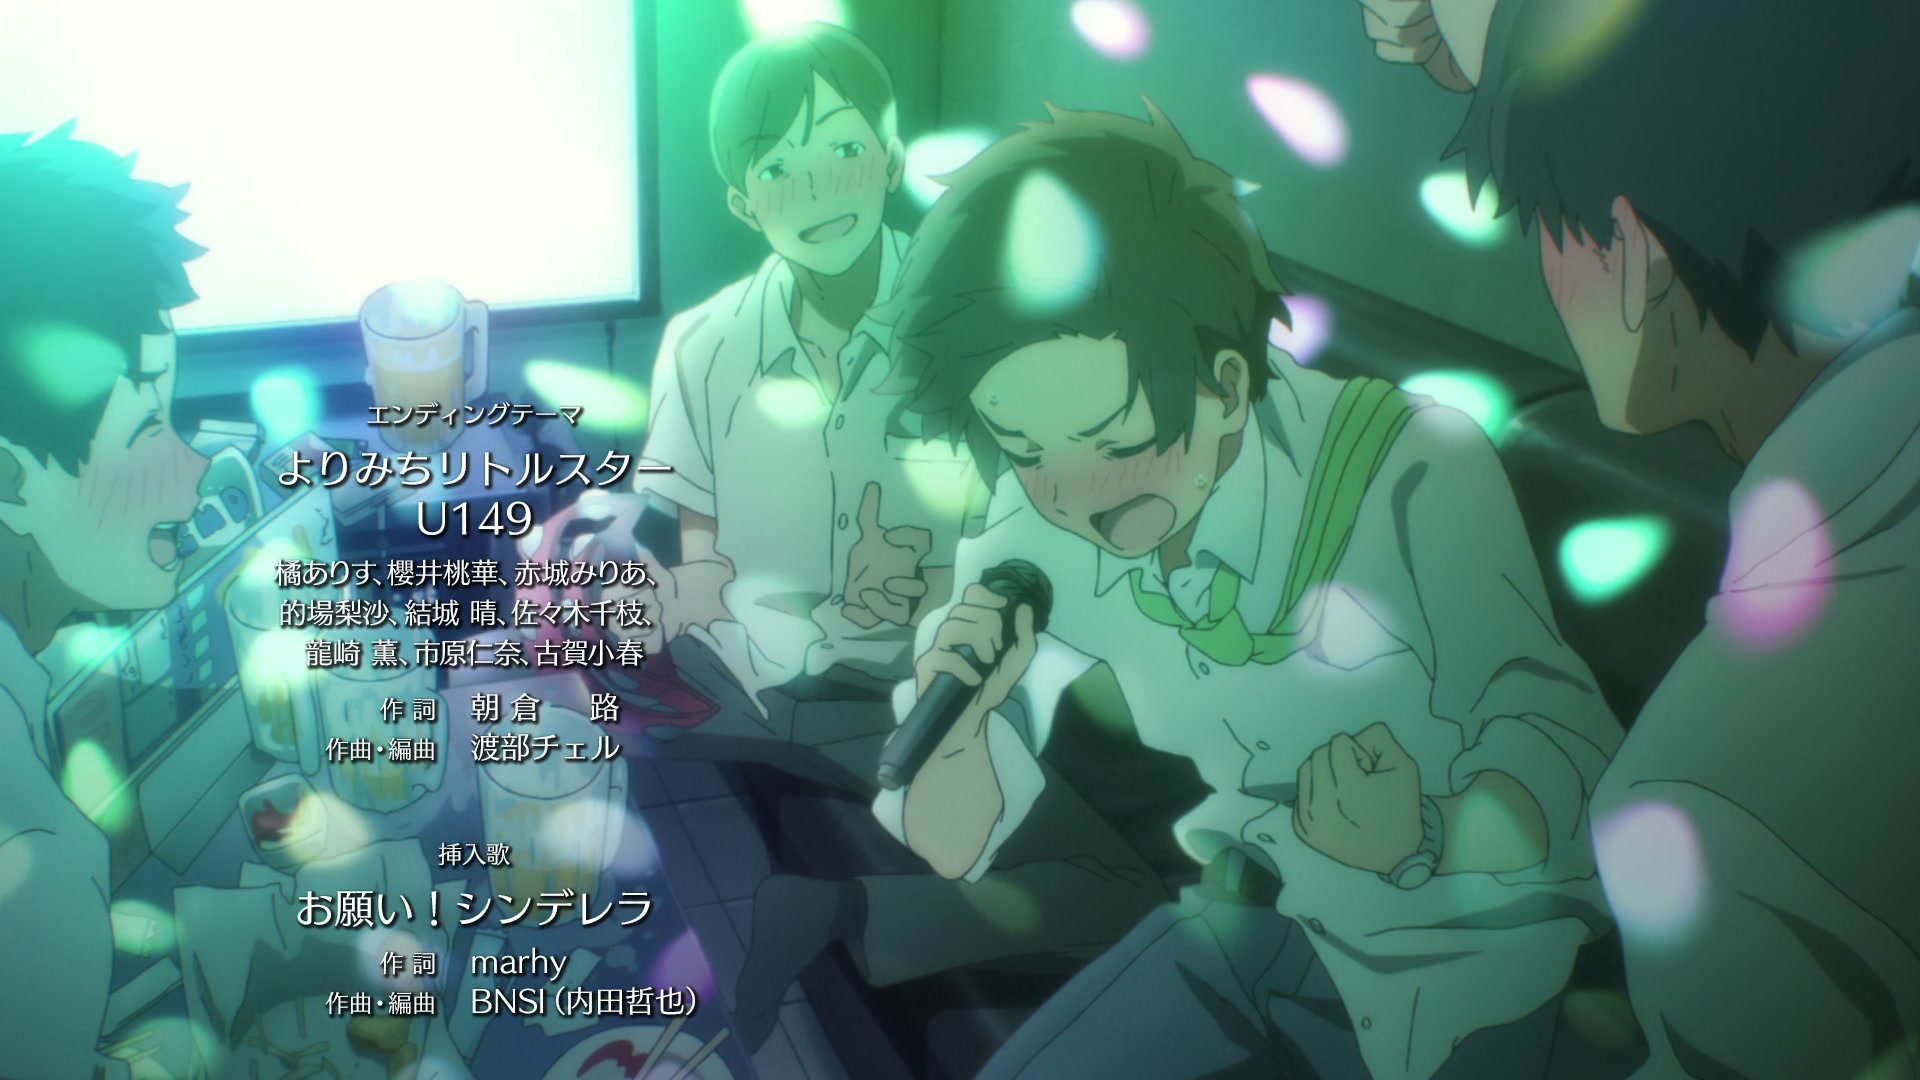 エンディングテーマ
よりみちリトルスター
U149
橘ありす、櫻井桃華、赤城みりあ、
的場梨沙、結城 晴、佐々木千枝、
龍崎 薫、市原仁奈、古賀小春
作 詞 朝 倉 路
作曲・編曲 渡部チェル
挿入歌
お願い！シンデレラ
作 詞 marhy
作曲・編曲 BNSI（内田哲也）